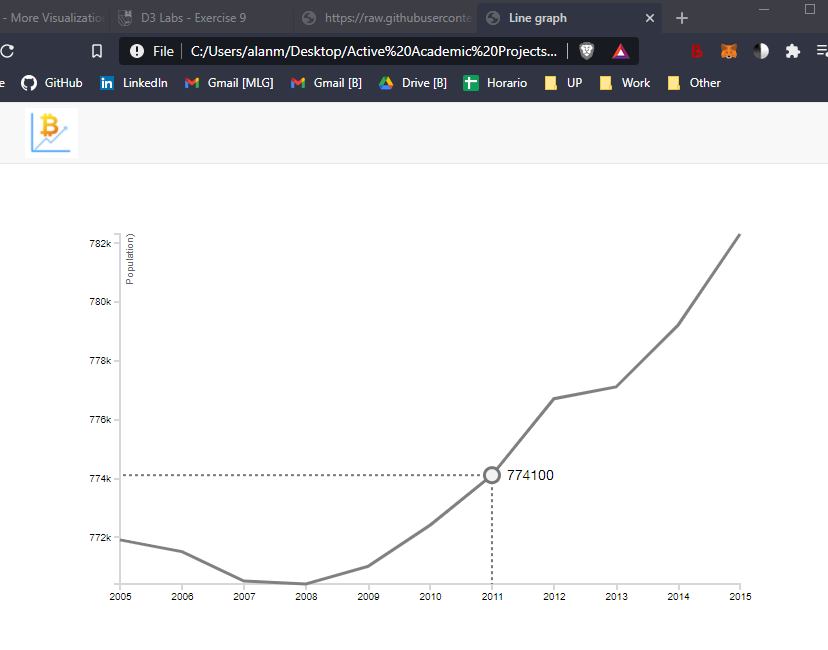 - More Visualization
D3 Labs - Exercise 9
https://raw.githubuserconte
Line graph
File
C:/Users/alanm/Desktop/Active%20Academic%20Projects...
e
GitHub
LinkedIn
Gmail [MLG]
Gmail [B]
Drive [B]
Horario
UP
Work
Other
Population)
782k
780k
778k
776k
774k
772k
774100
2005 2006 2007 2008 2009 2010 2011 2012 2013 2014 2015